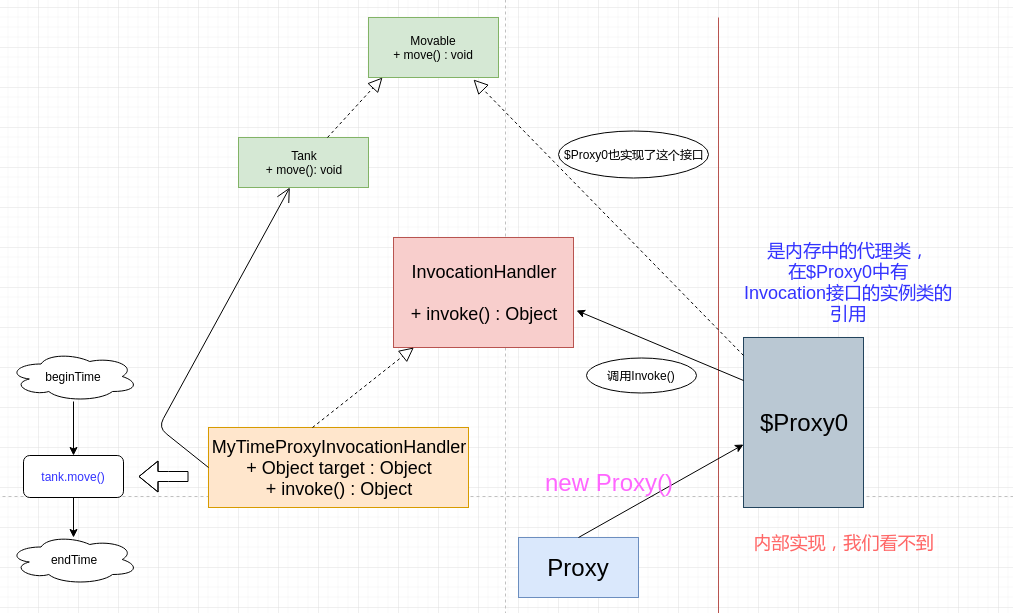 Movable
+ move() : void
Tank
+ move(): void
$Proxy0也实现了这个接口
InvocationHandler
+ invoke() : Object
是内存中的代理类，
在$Proxy0中有
Invocation接口的实例类的
引用
beginTime
调用Invoke()
$Proxy0
MyTimeProxyInvocationHandler
+ Object target : Object
+ invoke() : Object
tank.move()
new Proxy()
endTime
Proxy
内部实现，我们看不到